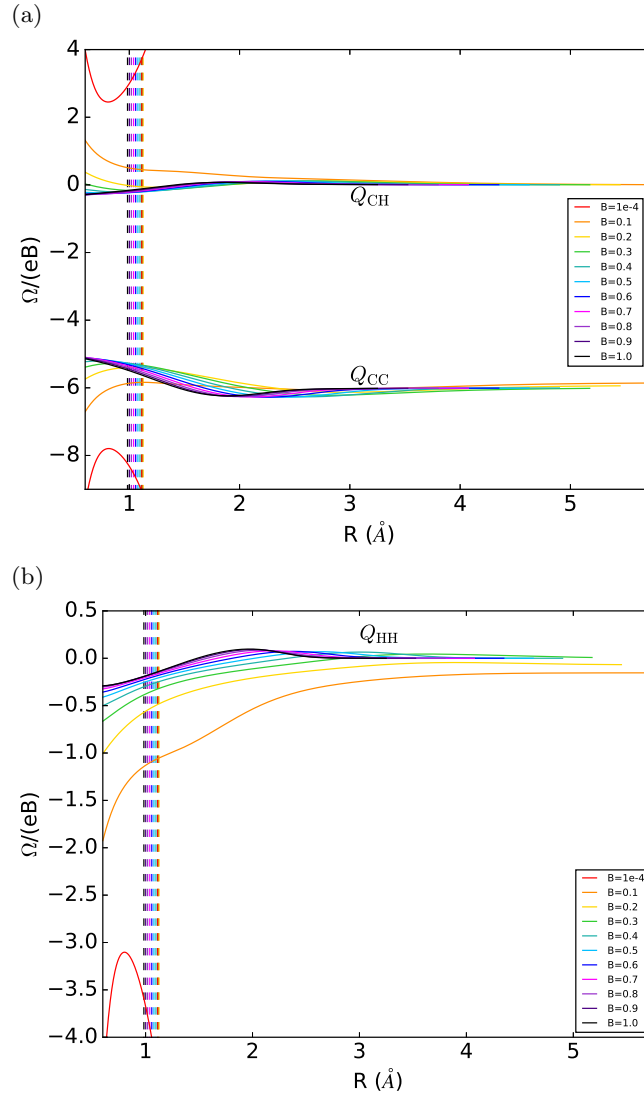 (a)
4
2
0
−2
−4
−6
−8
Ω/(eB)
Q_CH
Q_CC
B=1e-4
B=0.1
B=0.2
B=0.3
B=0.4
B=0.5
B=0.6
B=0.7
B=0.8
B=0.9
B=1.0
1 2 3 4 5
R (Å)
(b)
0.5
0.0
−0.5
−1.0
−1.5
−2.0
−2.5
−3.0
−3.5
−4.0
Ω/(eB)
Q_HH
B=1e-4
B=0.1
B=0.2
B=0.3
B=0.4
B=0.5
B=0.6
B=0.7
B=0.8
B=0.9
B=1.0
1 2 3 4 5
R (Å)